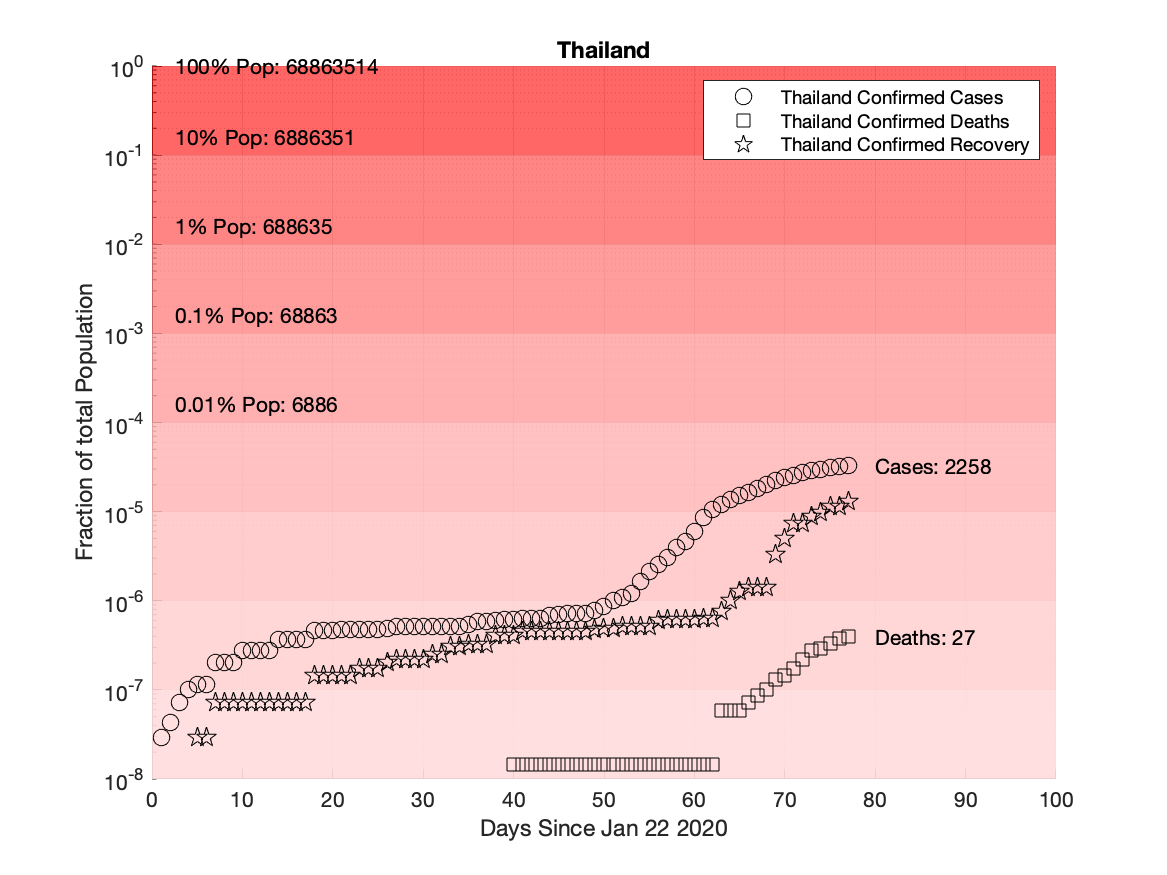 Thailand
10^0
100% Pop: 68863514
Thailand Confirmed Cases
Thailand Confirmed Deaths
Thailand Confirmed Recovery
10% Pop: 6886351
10^-1
1% Pop: 688635
10^-2
0.1% Pop: 68863
10^-3
0.01% Pop: 6886
10^-4
Cases: 2258
10^-5
10^-6
Deaths: 27
10^-7
10^-8
Fraction of total Population
0 10 20 30 40 50 60 70 80 90 100
Days Since Jan 22 2020